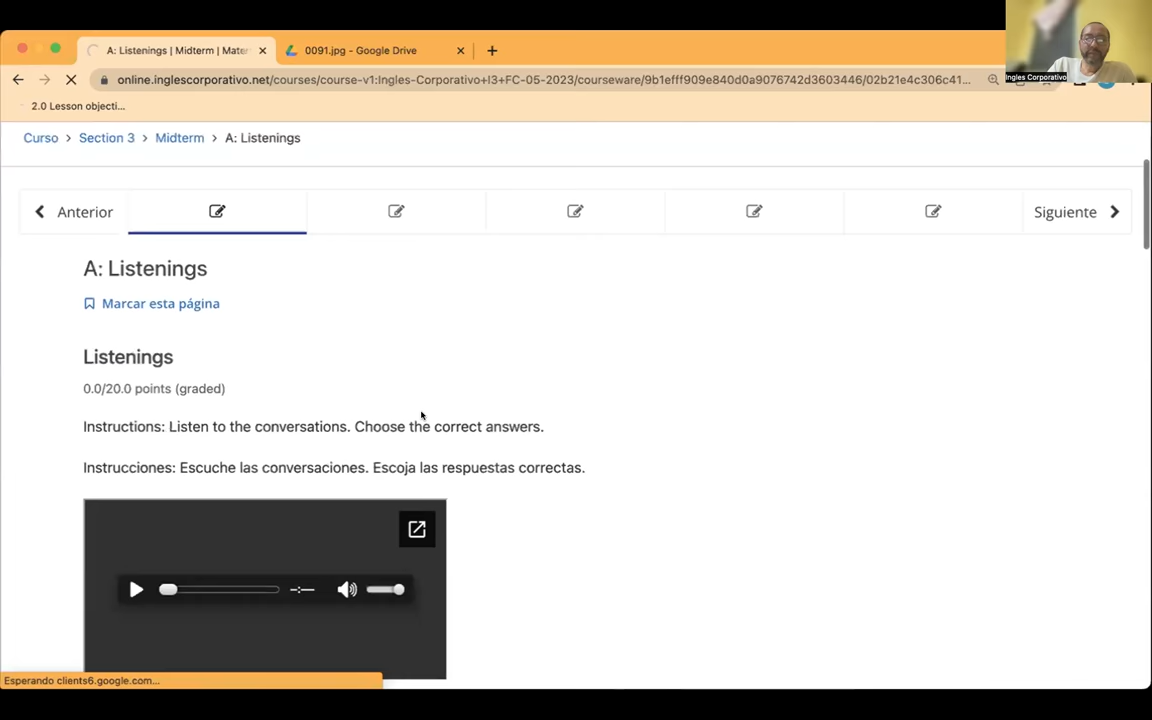 A: Listenings | Midterm | Mate
0091.jpg - Google Drive
online.inglescorporativo.net/courses/course-v1:Ingles-Corporativo+I3+FC-05-2023/courseware/9b1efff909e840d0a9076742d3603446/02b21e4c306c41...
Ingles Corporativo
2.0 Lesson objecti...
Curso > Section 3 > Midterm > A: Listenings
Anterior
Siguiente
A: Listenings
Marcar esta página
Listenings
0.0/20.0 points (graded)
Instructions: Listen to the conversations. Choose the correct answers.
Instrucciones: Escuche las conversaciones. Escoja las respuestas correctas.
-:--
Esperando clients6.google.com...